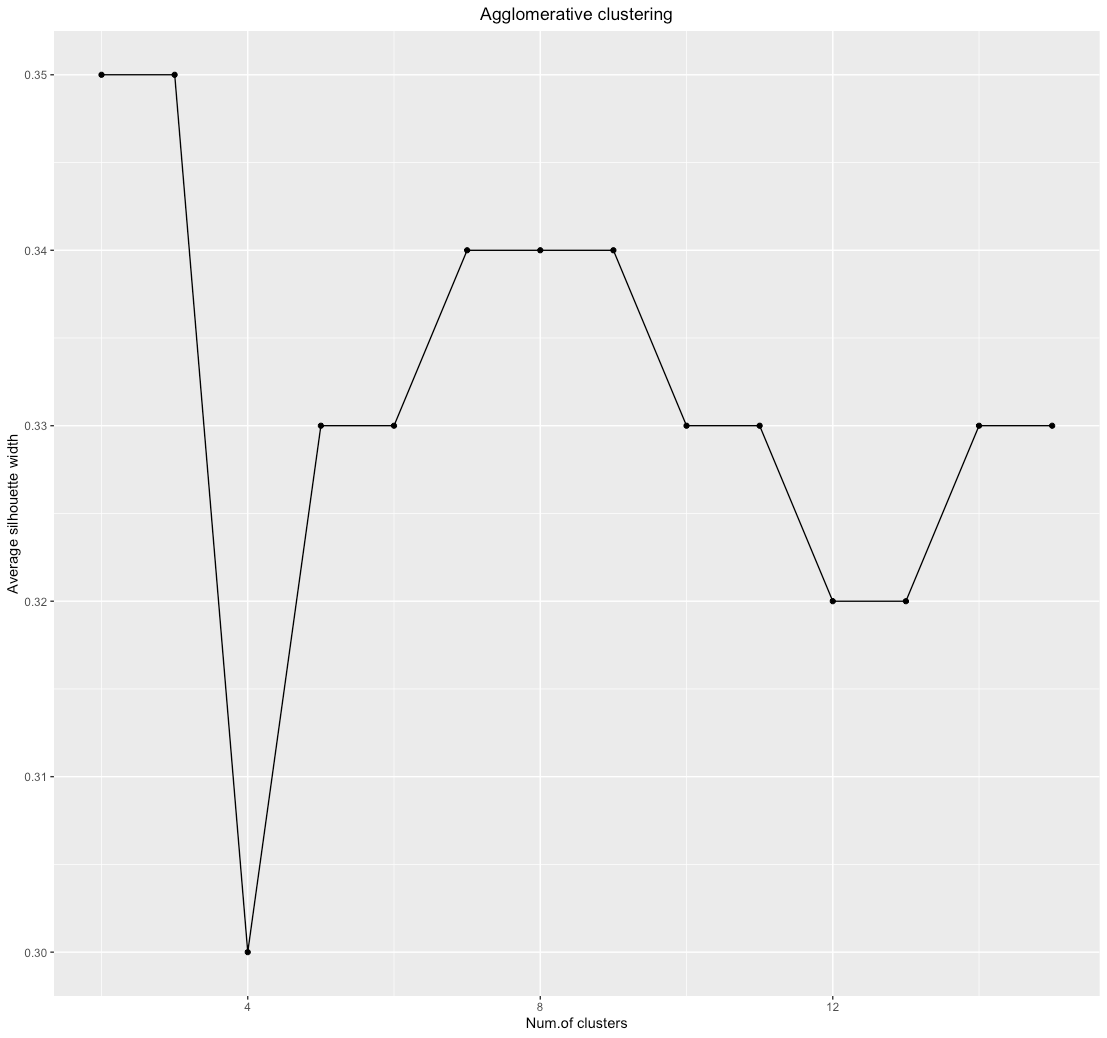 Agglomerative clustering
0.35
0.34
0.33
0.32
0.31
0.30
Average silhouette width
4 8 12
Num.of clusters